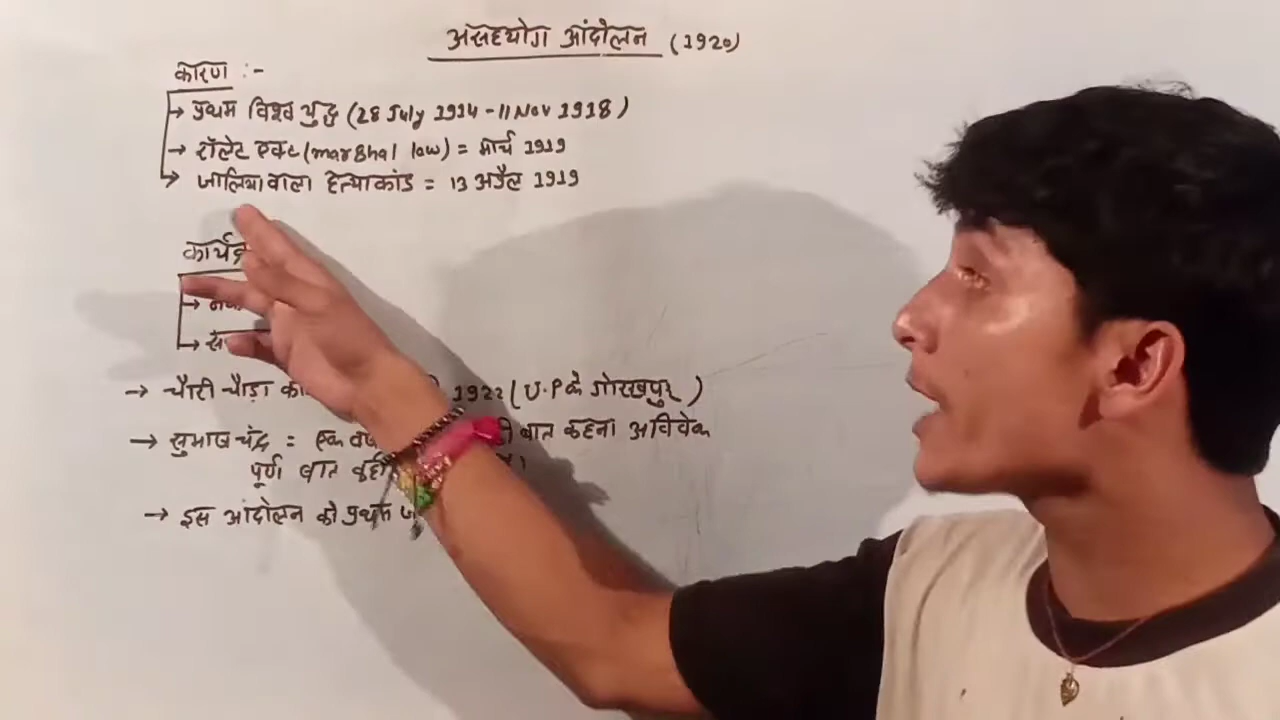 असहयोग आंदोलन (1920)
कारण :-
→ प्रथम विश्व युद्ध (28 July 1914 - 11 Nov 1918)
→ रॉलेट एक्ट (marshal law) = मार्च 1919
→ जालियावाला हत्याकांड = 13 अप्रैल 1919
→ चौरी चौड़ा 1922 (U.P के गोरखपुर)
→ सुभाष चंद्र = एक बात कहना अविवेक
पूर्ण बात
→ इस आंदोलन को प्रथम